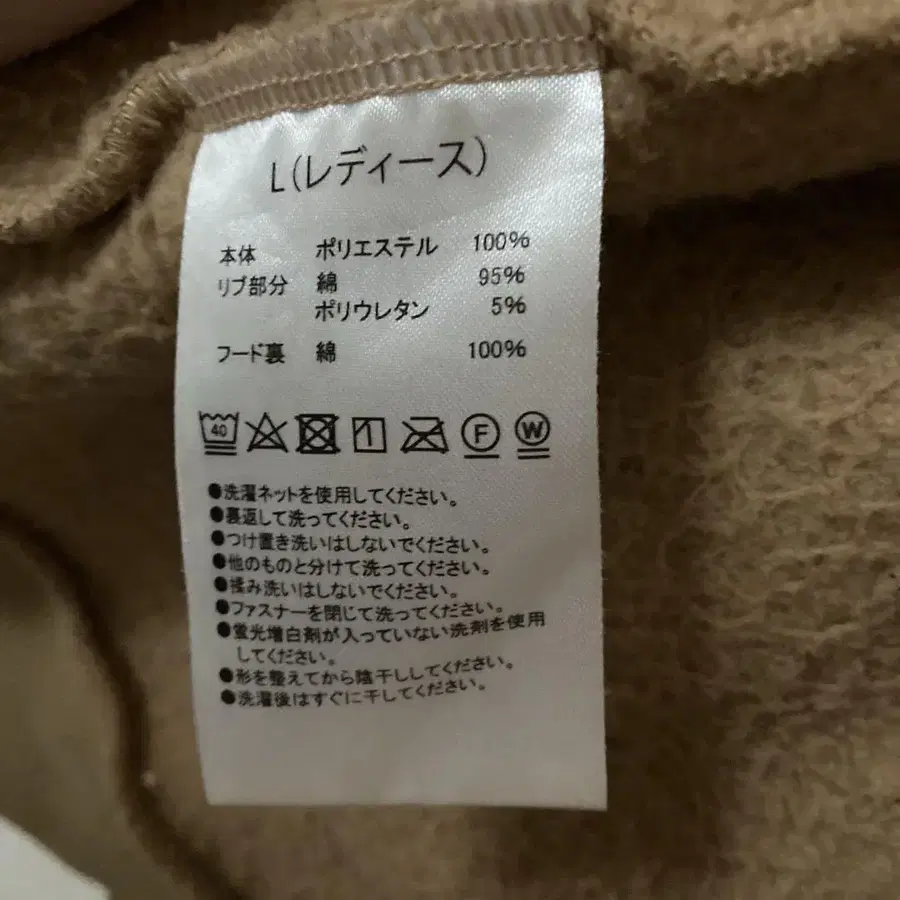 L(レディース)
本体 ポリエステル 100%
リブ部分 綿 95%
ポリウレタン 5%
フード裏 綿 100%
40 F W
●洗濯ネットを使用してください。
●裏返して洗ってください。
●つけ置き洗いはしないでください。
●他のものと分けて洗ってください。
●揉み洗いはしないでください。
●ファスナーを閉じて洗ってください。
●蛍光増白剤が入っていない洗剤を使用
してください。
●形を整えてから陰干ししてください。
●洗濯後はすぐに干してください。